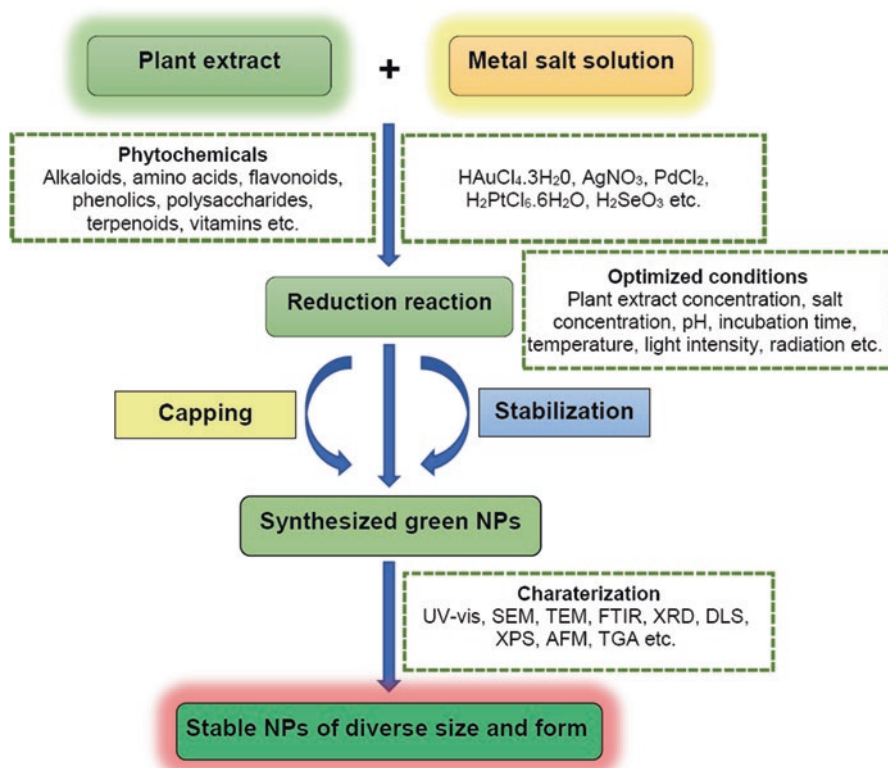 Plant extract
+
Metal salt solution
Phytochemicals
Alkaloids, amino acids, flavonoids,
phenolics, polysaccharides,
terpenoids, vitamins etc.
HAuCl₄.3H₂0, AgNO₃, PdCl₂,
H₂PtCl₆.6H₂O, H₂SeO₃ etc.
Reduction reaction
Optimized conditions
Plant extract concentration, salt
concentration, pH, incubation time,
temperature, light intensity, radiation etc.
Capping
Stabilization
Synthesized green NPs
Charaterization
UV-vis, SEM, TEM, FTIR, XRD, DLS,
XPS, AFM, TGA etc.
Stable NPs of diverse size and form